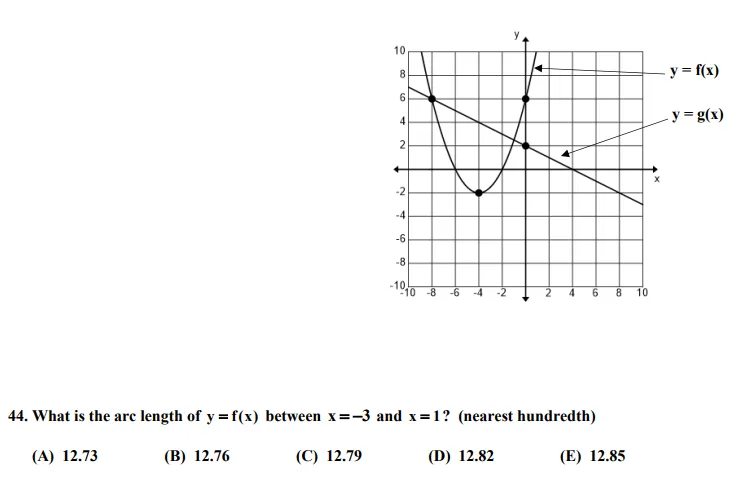 y
10
8
6
4
2
-2
-4
-6
-8
-10
-10 -8 -6 -4 -2 2 4 6 8 10
x
y = f(x)
y = g(x)
44. What is the arc length of y = f(x) between x = −3 and x = 1? (nearest hundredth)
(A) 12.73 (B) 12.76 (C) 12.79 (D) 12.82 (E) 12.85